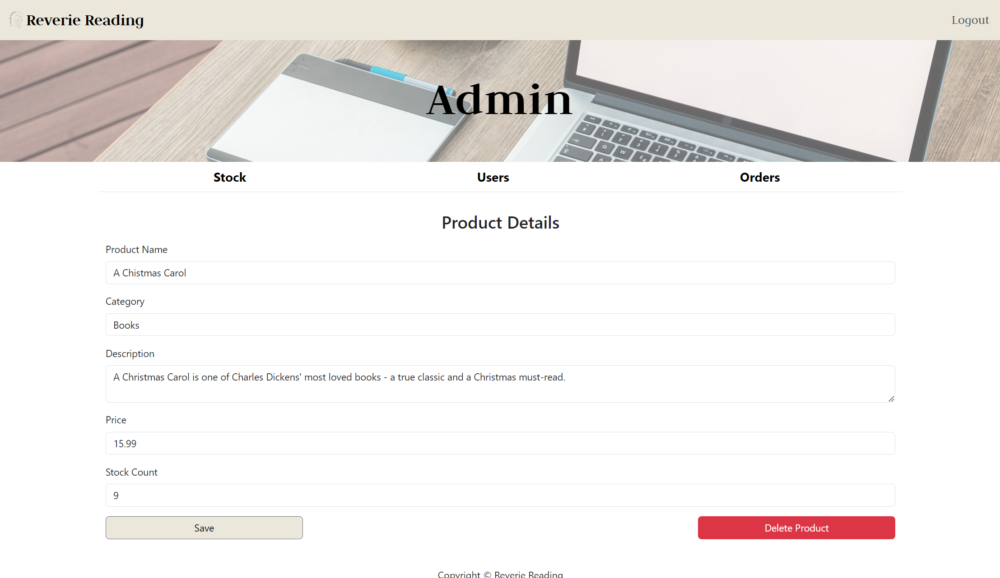 Reverie Reading
Logout
Admin
Stock
Users
Orders
Product Details
Product Name
A Chistmas Carol
Category
Books
Description
A Christmas Carol is one of Charles Dickens' most loved books - a true classic and a Christmas must-read.
Price
15.99
Stock Count
9
Save
Delete Product
Copyright © Reverie Reading